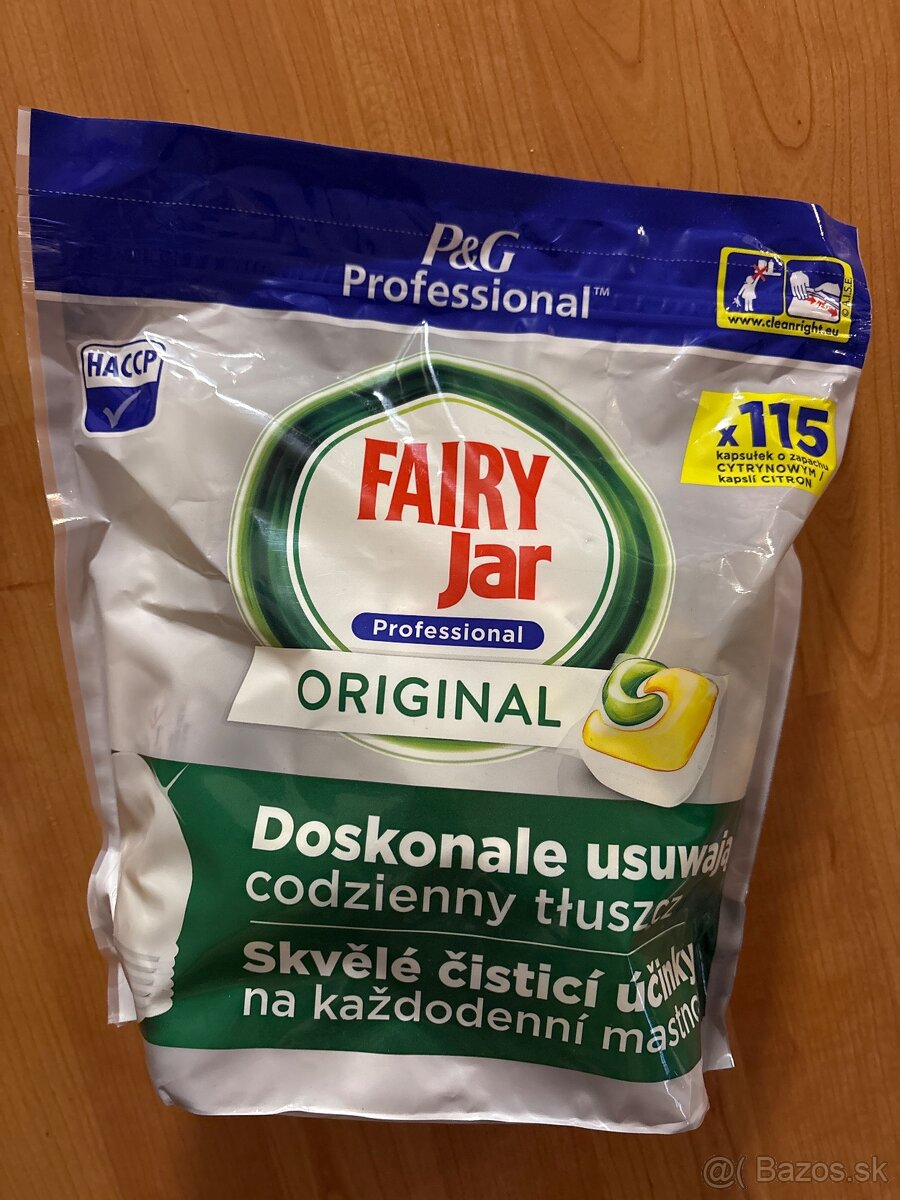 P&G
Professional™
www.cleanright.eu
© A.I.S.E.
HACCP
x115
kapsułek o zapachu
CYTRYNOWYM /
kapslí CITRON
FAIRY
Jar
Professional
ORIGINAL
Doskonale usuwają
codzienny tłuszcz
Skvělé čisticí účinky
na každodenní
@( Bazos.sk